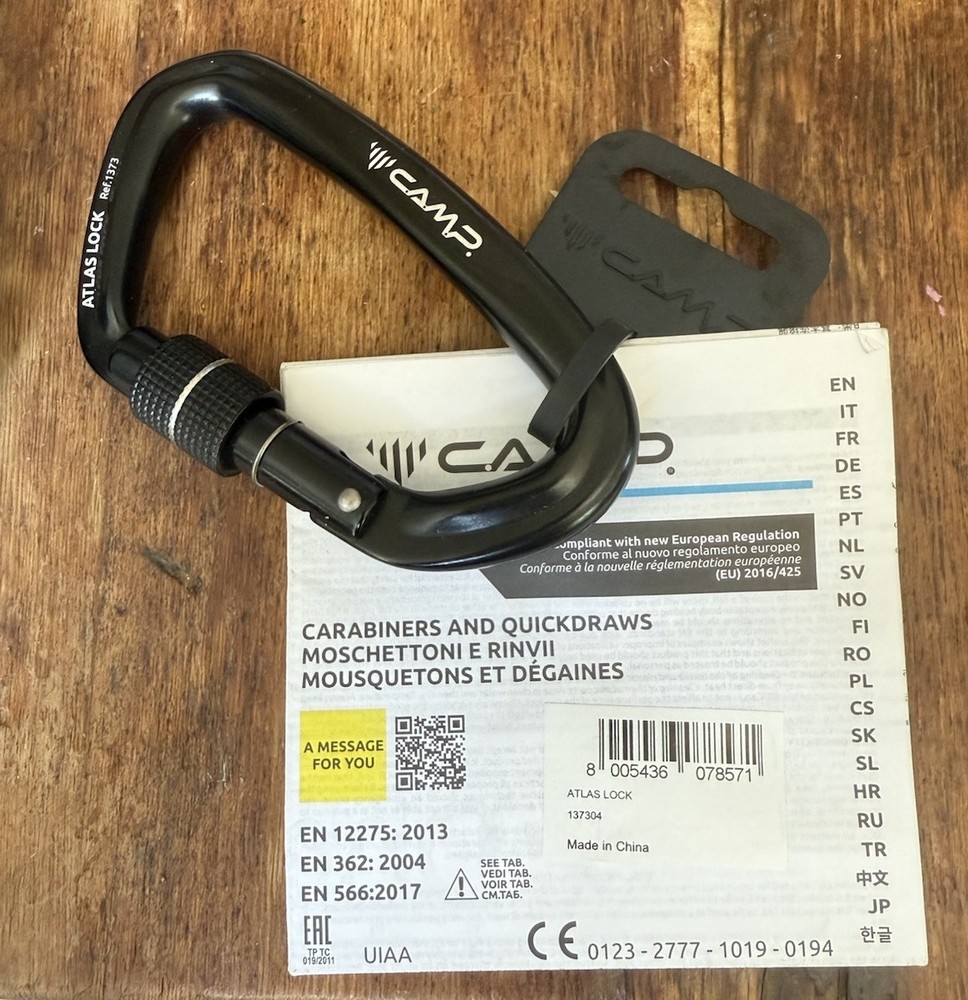 ATLAS LOCK Ref.1373
C.A.M.P.
C.A.M.P.
C.A.M.P.
Compliant with new European Regulation
Conforme al nuovo regolamento europeo
Conforme à la nouvelle réglementation européenne
(EU) 2016/425
CARABINERS AND QUICKDRAWS
MOSCHETTONI E RINVII
MOUSQUETONS ET DÉGAINES
A MESSAGE
FOR YOU
8 005436 078571
ATLAS LOCK
137304
Made in China
EN 12275: 2013
EN 362: 2004
EN 566:2017
SEE TAB.
VEDI TAB.
VOIR TAB.
СМ.ТАБ.
EAC
TP TC
019/2011
UIAA
CE 0123 - 2777 - 1019 - 0194
EN
IT
FR
DE
ES
PT
NL
SV
NO
FI
RO
PL
CS
SK
SL
HR
RU
TR
中文
JP
한글